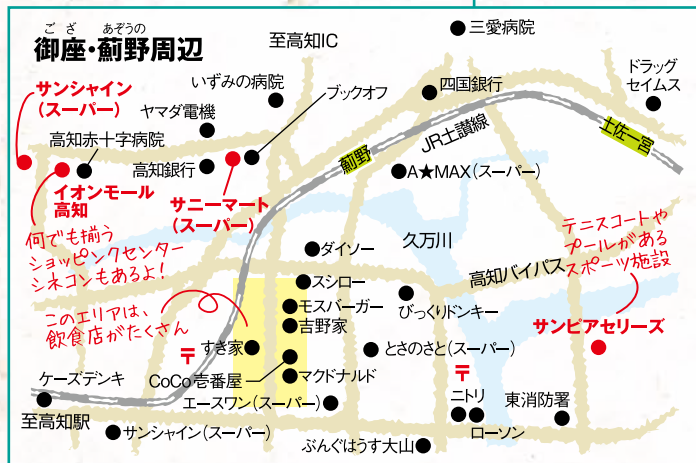 ござ あぞうの
御座・薊野周辺
至高知IC
三愛病院
サンシャイン
(スーパー)
いずみの病院
ブックオフ
四国銀行
ドラッグ
セイムス
ヤマダ電機
JR土讃線
土佐一宮
高知赤十字病院
高知銀行
薊野
A★MAX(スーパー)
イオンモール
高知
サニーマート
(スーパー)
何でも揃う
ショッピンクセンター
シネコンもあるよ!
テニスコートや
プールがある
スポーツ施設
ダイソー
久万川
高知バイパス
スシロー
このエリアは、
飲食店がたくさん
モスバーガー
びっくりドンキー
サンピアセリーズ
吉野家
〒
すき家
とさのさと(スーパー)
CoCo壱番屋
マクドナルド
〒
ケーズデンキ
エースワン(スーパー)
ニトリ
東消防署
至高知駅
サンシャイン(スーパー)
ローソン
ぶんぐはうす大山